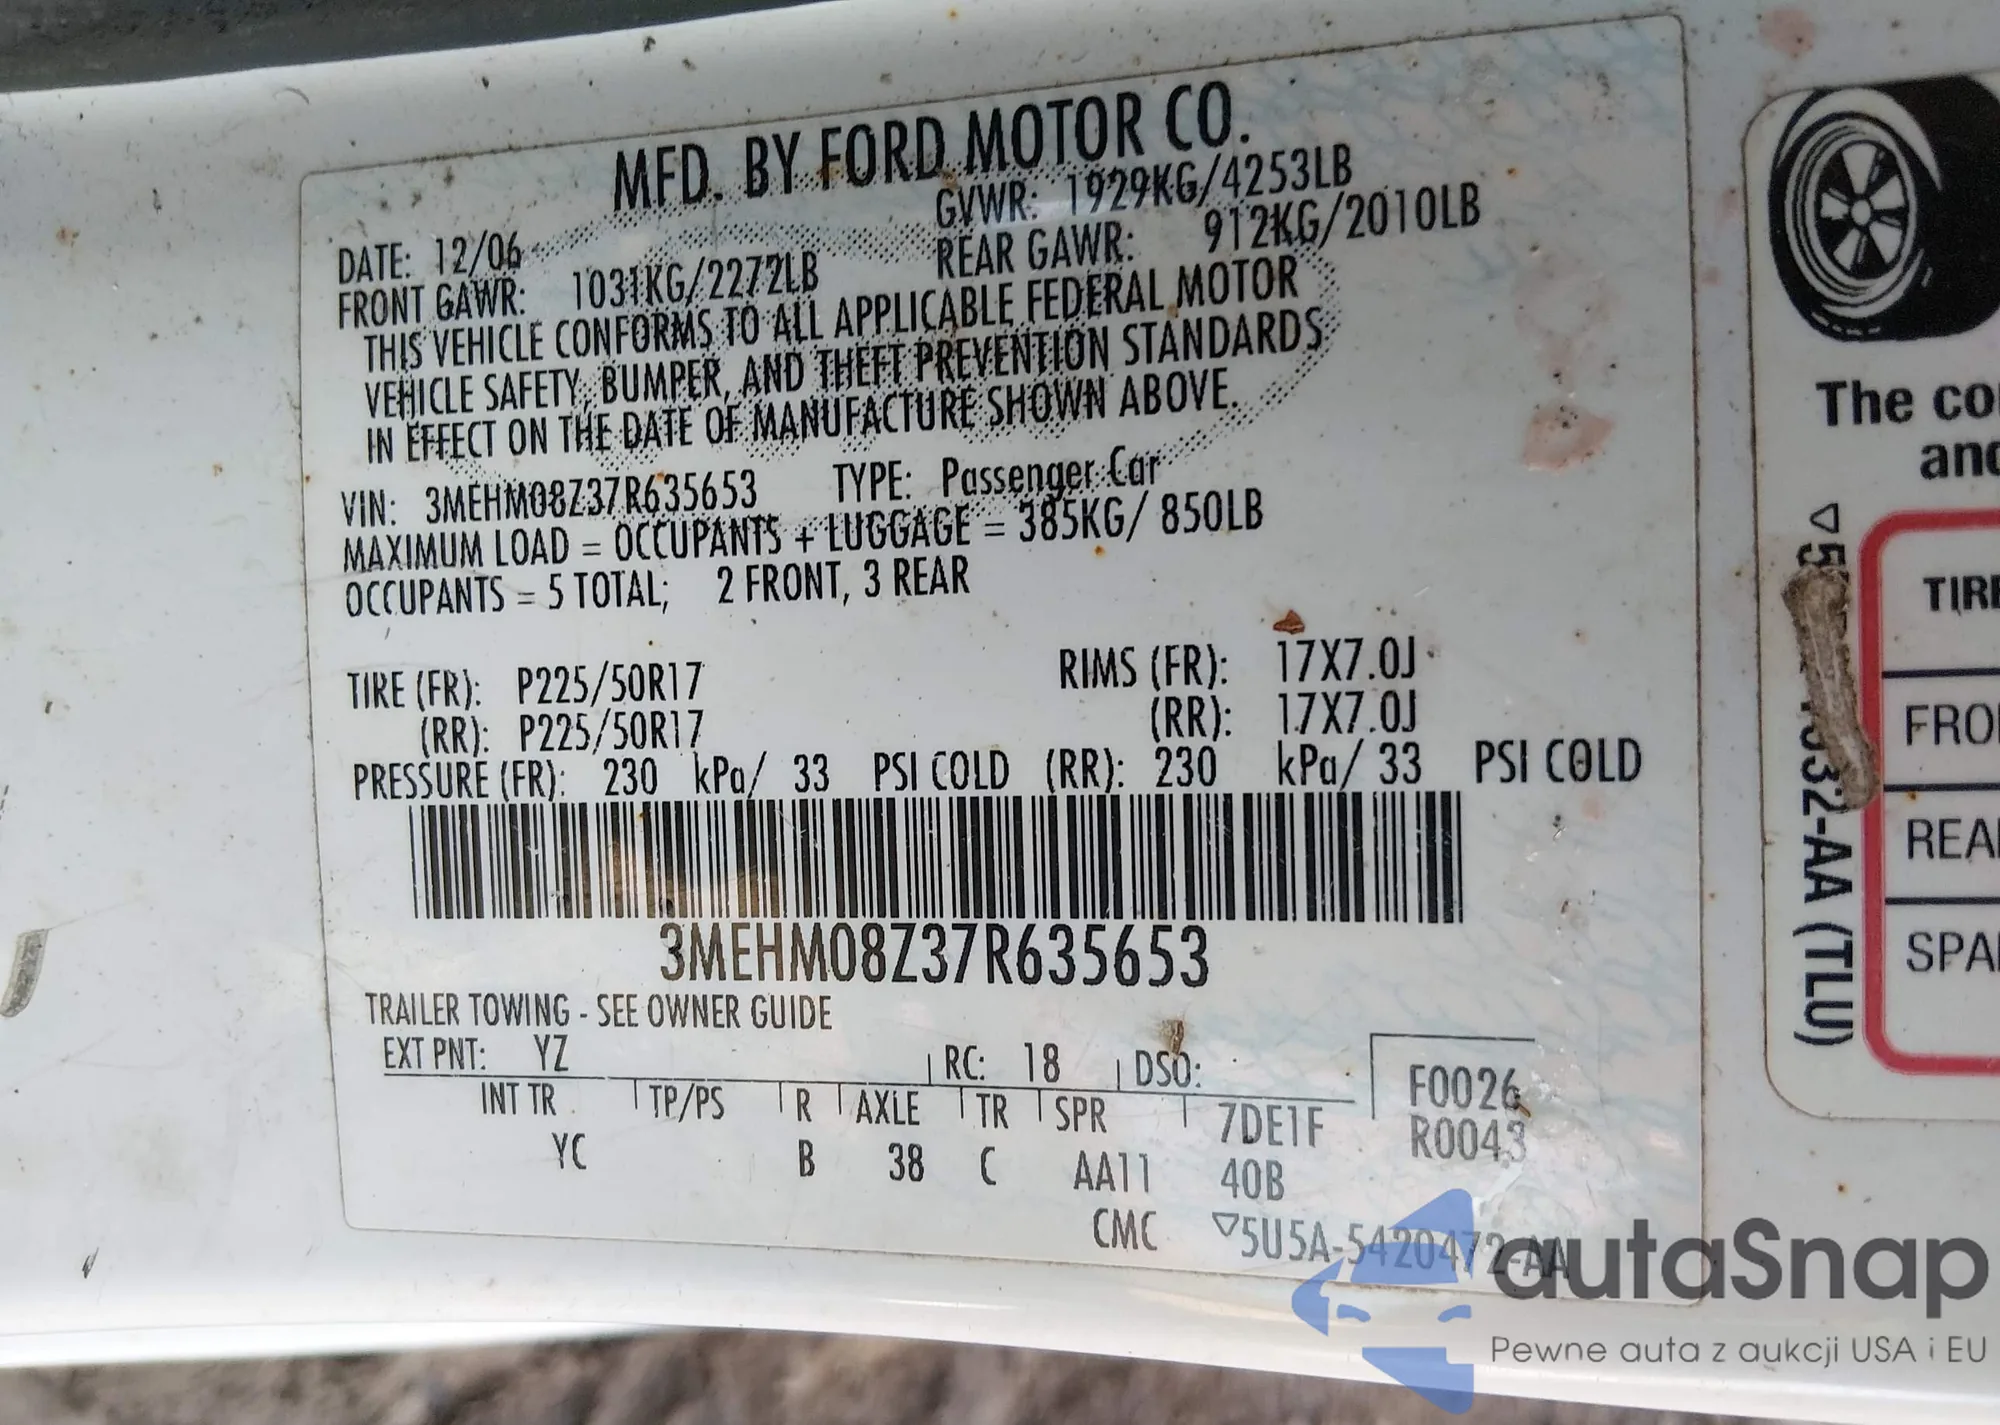 MFD. BY FORD MOTOR CO.
DATE: 12/06 GVWR: 1929KG/4253LB
FRONT GAWR: 1031KG/2272LB REAR GAWR: 912KG/2010LB
THIS VEHICLE CONFORMS TO ALL APPLICABLE FEDERAL MOTOR
VEHICLE SAFETY, BUMPER, AND THEFT PREVENTION STANDARDS
IN EFFECT ON THE DATE OF MANUFACTURE SHOWN ABOVE.
VIN: 3MEHM08Z37R635653 TYPE: Passenger Car
MAXIMUM LOAD = OCCUPANTS + LUGGAGE = 385KG/ 850LB
OCCUPANTS = 5 TOTAL; 2 FRONT, 3 REAR
TIRE (FR): P225/50R17 RIMS (FR): 17X7.0J
(RR): P225/50R17 (RR): 17X7.0J
PRESSURE (FR): 230 kPa/ 33 PSI COLD (RR): 230 kPa/ 33 PSI COLD
3MEHM08Z37R635653
TRAILER TOWING - SEE OWNER GUIDE
EXT PNT: YZ RC: 18 DSO: F0026
INT TR TP/PS R AXLE TR SPR 7DE1F R0043
YC B 38 C AA11 40B
CMC ▽5U5A-5420472-AA
The
and
TIRE
FRO
REA
SPA
32-AA (TLU)
autaSnap
Pewne auta z aukcji USA i EU